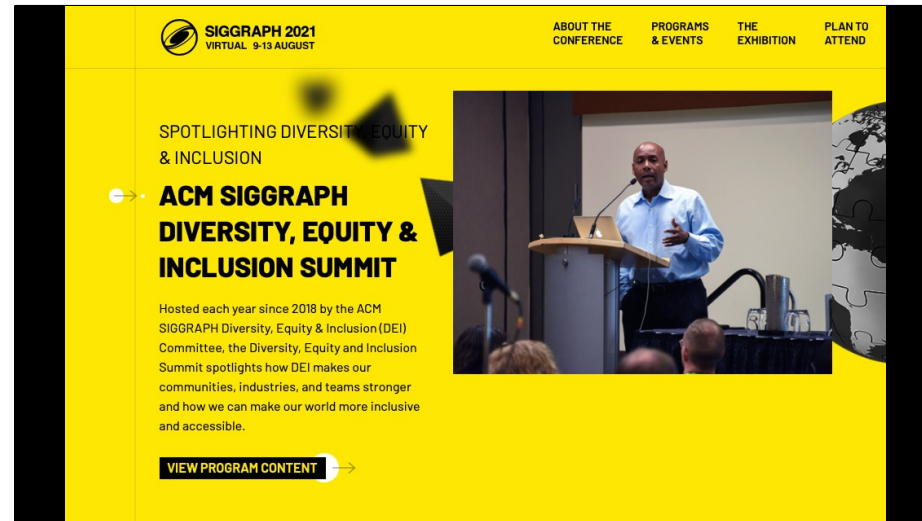 SIGGRAPH 2021
VIRTUAL 9-13 AUGUST
ABOUT THE
CONFERENCE
PROGRAMS
& EVENTS
THE
EXHIBITION
PLAN TO
ATTEND
SPOTLIGHTING DIVERSITY, EQUITY
& INCLUSION
ACM SIGGRAPH
DIVERSITY, EQUITY &
INCLUSION SUMMIT
Hosted each year since 2018 by the ACM
SIGGRAPH Diversity, Equity & Inclusion (DEI)
Committee, the Diversity, Equity and Inclusion
Summit spotlights how DEI makes our
communities, industries, and teams stronger
and how we can make our world more inclusive
and accessible.
VIEW PROGRAM CONTENT